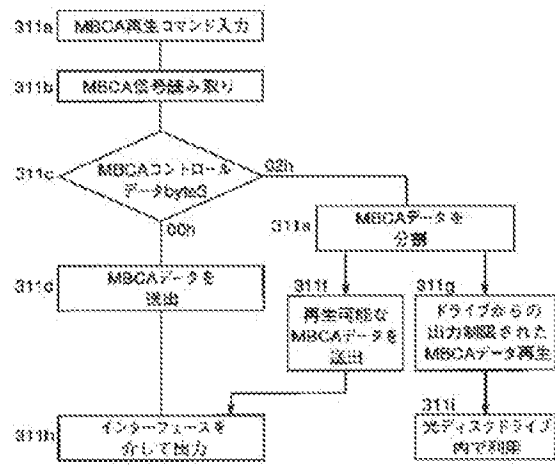 311a
MBCA再生コマンド入力
311b
MBCA信号読み取り
311c
MBCAコントロール
データbyte3
02h
00h
311e
MBCAデータを
分割
311d
MBCAデータを
送出
311f
再生可能な
MBCAデータを
送出
311g
ドライブからの
出力制限された
MBCAデータ再生
311h
インターフェースを
介して出力
311i
光ディスクドライブ
内で利用